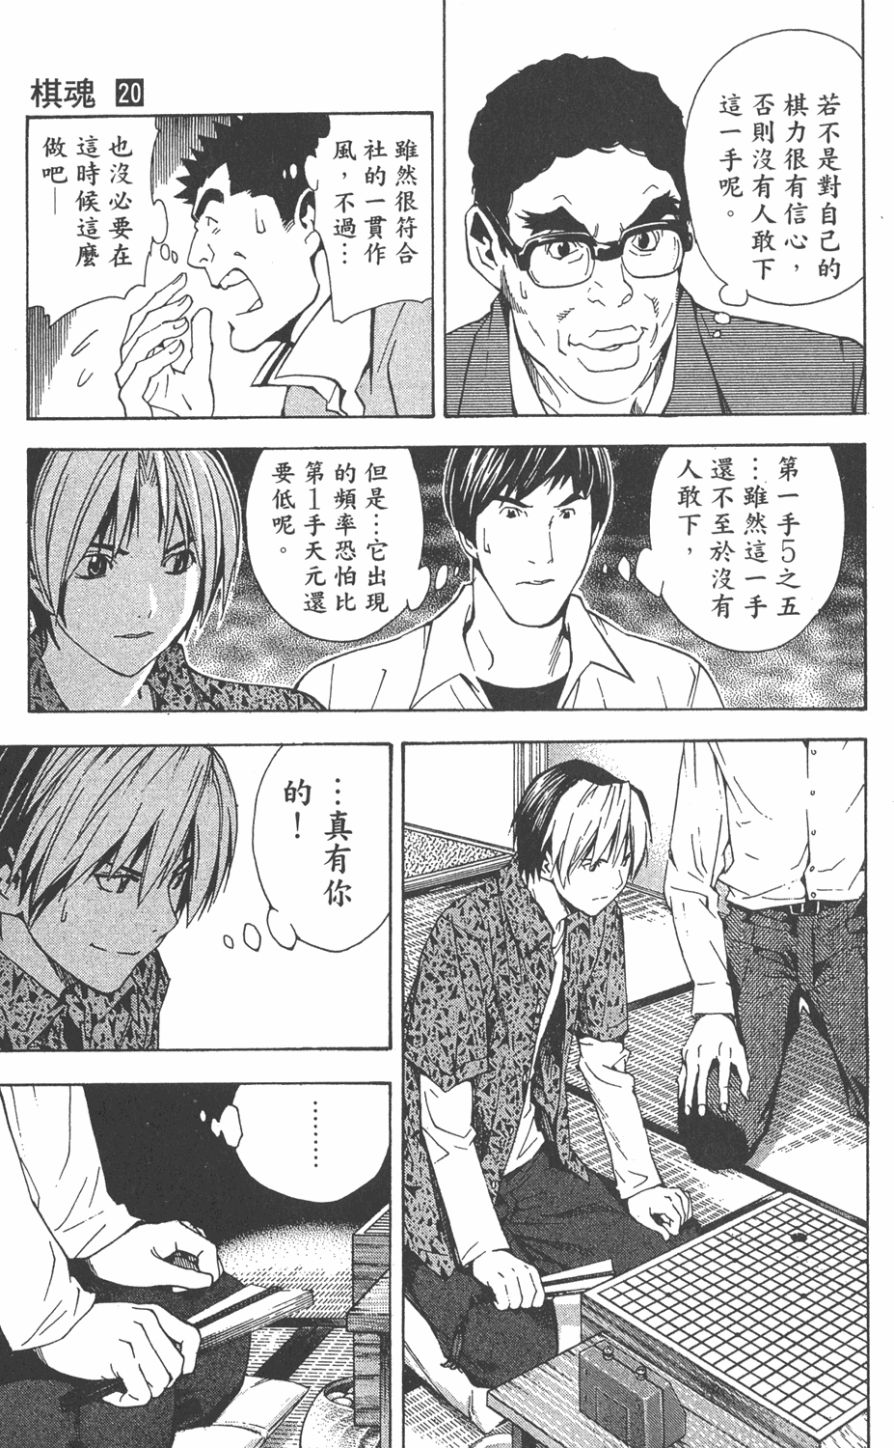 棋魂 20
若不是對自己的
棋力很有信心，
否則沒有人敢下
這一手呢。
雖然很符合
社的一貫作
風，不過…
也沒必要在
這時候這麼
做吧—
第一手5之五
…雖然這一手
還不至於沒有
人敢下，
但是…它出現
的頻率恐怕比
第1手天元還
要低呢。
…真有你
的！
………